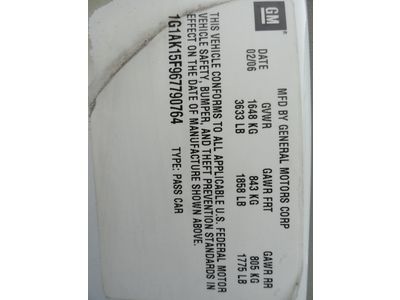 GM
MFD BY GENERAL MOTORS CORP
DATE GVWR GAWR FRT GAWR RR
02/06 1648 KG 843 KG 805 KG
3633 LB 1858 LB 1775 LB
THIS VEHICLE CONFORMS TO ALL APPLICABLE U.S. FEDERAL MOTOR
VEHICLE SAFETY, BUMPER, AND THEFT PREVENTION STANDARDS IN
EFFECT ON THE DATE OF MANUFACTURE SHOWN ABOVE.
1G1AK15F967790764 TYPE: PASS CAR